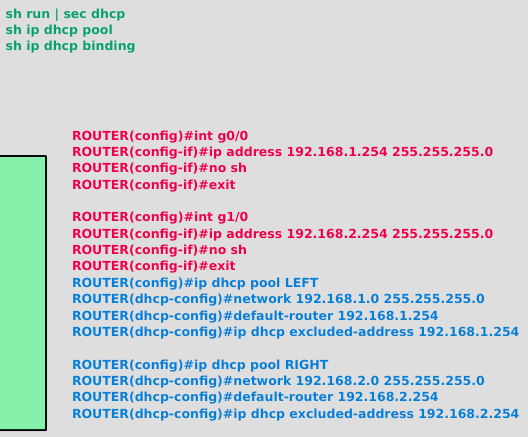 sh run | sec dhcp
sh ip dhcp pool
sh ip dhcp binding
ROUTER(config)#int g0/0
ROUTER(config-if)#ip address 192.168.1.254 255.255.255.0
ROUTER(config-if)#no sh
ROUTER(config-if)#exit
ROUTER(config)#int g1/0
ROUTER(config-if)#ip address 192.168.2.254 255.255.255.0
ROUTER(config-if)#no sh
ROUTER(config-if)#exit
ROUTER(config)#ip dhcp pool LEFT
ROUTER(dhcp-config)#network 192.168.1.0 255.255.255.0
ROUTER(dhcp-config)#default-router 192.168.1.254
ROUTER(dhcp-config)#ip dhcp excluded-address 192.168.1.254
ROUTER(config)#ip dhcp pool RIGHT
ROUTER(dhcp-config)#network 192.168.2.0 255.255.255.0
ROUTER(dhcp-config)#default-router 192.168.2.254
ROUTER(dhcp-config)#ip dhcp excluded-address 192.168.2.254